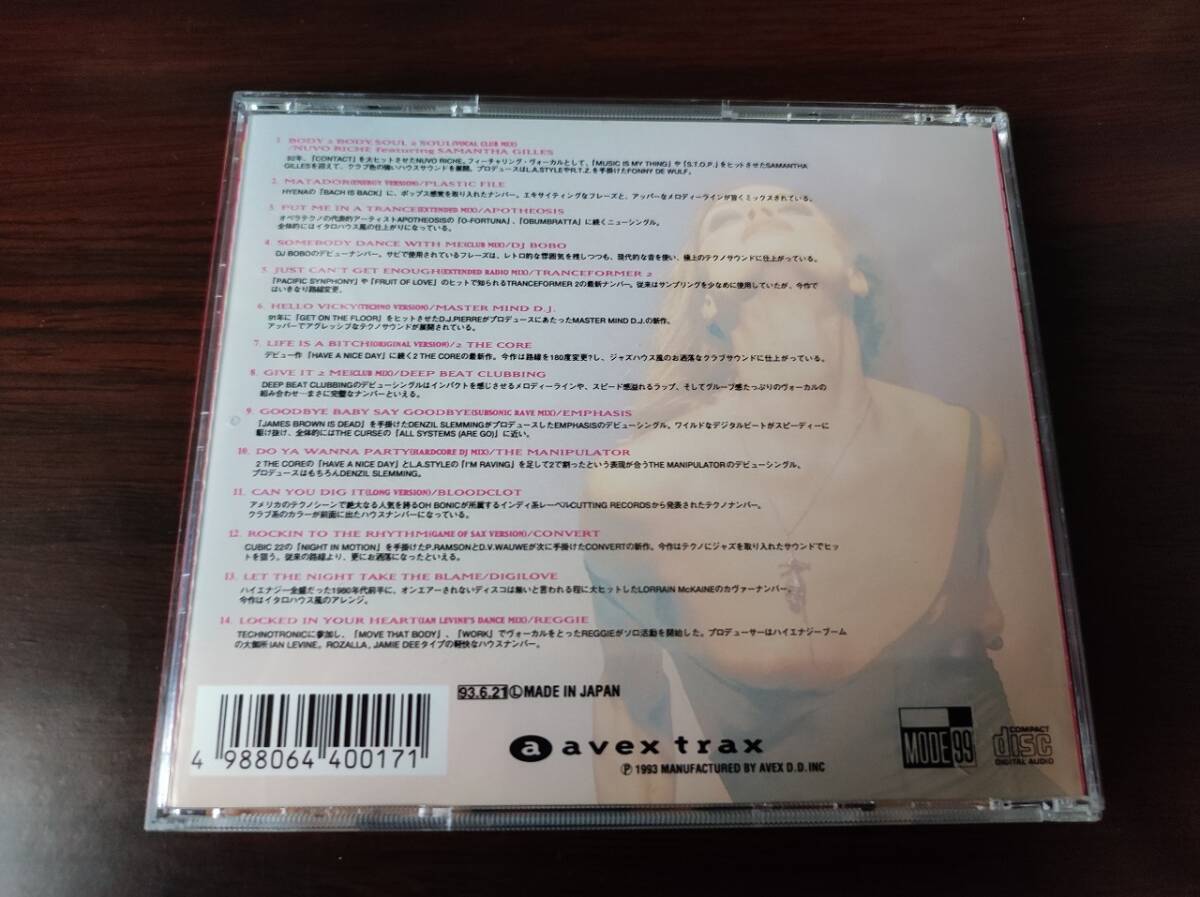 1. BODY 2 BODY SOUL 2 SOUL(VOCAL CLUB MIX)
/NUVO RICHE featuring SAMANTHA GILLES
92年、「CONTACT」を大ヒットさせたNUVO RICHE。フィーチャリング・ヴォーカルとして、「MUSIC IS MY THING」や「S.T.O.P.」をヒットさせたSAMANTHA
GILLESを迎えて、クラブ色の強いハウスサウンドを展開。プロデュースはL.A.STYLEやR.T.Z.を手掛けたFONNY DE WULF。
2. MATADOR(ENERGY VERSION)/PLASTIC FILE
HYENAの「BACH IS BACK」に、ポップス感覚を取り入れたナンバー。エキサイティングなフレーズと、アッパーなメロディーラインが旨くミックスされている。
3. PUT ME IN A TRANCE(EXTENDED MIX)/APOTHEOSIS
オペラテクノの代表的アーティストAPOTHEOSISの「O-FORTUNA」、「OBUMBRATTA」に続くニューシングル。
全体的にはイタロハウス風の仕上がりになっている。
4. SOMEBODY DANCE WITH ME(CLUB MIX)/DJ BOBO
DJ BOBOのデビューナンバー。サビで使用されているフレーズは、レトロ的な雰囲気を残しつつも、現代的な音を使い、極上のテクノサウンドに仕上がっている。
5. JUST CAN'T GET ENOUGH(EXTENDED RADIO MIX)/TRANCEFORMER 2
「PACIFIC SYMPHONY」や「FRUIT OF LOVE」のヒットで知られるTRANCEFORMER 2の最新ナンバー。従来はサンプリングを少なめに使用していたが、今作で
はいきなり路線変更。
6. HELLO VICKY(TECHNO VERSION)/MASTER MIND D.J.
91年に「GET ON THE FLOOR」をヒットさせたD.J.PIERREがプロデュースにあたったMASTER MIND D.J.の新作。
アッパーでアグレッシブなテクノサウンドが展開されている。
7. LIFE IS A BITCH(ORIGINAL VERSION)/2 THE CORE
デビュー作「HAVE A NICE DAY」に続く2 THE COREの最新作。今作は路線を180度変更?し、ジャズハウス風のお洒落なクラブサウンドに仕上がっている。
8. GIVE IT 2 ME(CLUB MIX)/DEEP BEAT CLUBBING
DEEP BEAT CLUBBINGのデビューシングルはインパクトを感じさせるメロディーラインや、スピード感溢れるラップ、そしてグルーブ感たっぷりのヴォーカルの
組み合わせ…まさに完璧なナンバーといえる。
9. GOODBYE BABY SAY GOODBYE(SUBSONIC RAVE MIX)/EMPHASIS
「JAMES BROWN IS DEAD」を手掛けたDENZIL SLEMMINGがプロデュースしたEMPHASISのデビューシングル。ワイルドなデジタルビートがスピーディーに
駆け抜け、全体的にはTHE CURSEの「ALL SYSTEMS (ARE GO)」に近い。
10. DO YA WANNA PARTY(HARDCORE DJ MIX)/THE MANIPULATOR
2 THE COREの「HAVE A NICE DAY」とL.A.STYLEの「I'M RAVING」を足して2で割ったという表現が合うTHE MANIPULATORのデビューシングル。
プロデュースはもちろんDENZIL SLEMMING。
11. CAN YOU DIG IT(LONG VERSION)/BLOODCLOT
アメリカのテクノシーンで絶大なる人気を誇るOH BONICが所属するインディ系レーベルCUTTING RECORDSから発表されたテクノナンバー。
クラブ系のカラーが前面に出たハウスナンバーになっている。
12. ROCKIN TO THE RHYTHM(GAME OF SAX VERSION)/CONVERT
CUBIC 22の「NIGHT IN MOTION」を手掛けたP.RAMSONとD.V.WAUWEが次に手掛けたCONVERTの新作。今作はテクノにジャズを取り入れたサウンドでヒッ
トを狙う。従来の路線より、更にお洒落になったといえる。
13. LET THE NIGHT TAKE THE BLAME/DIGILOVE
ハイエナジー全盛だった1980年代前半に、オンエアーされないディスコは無いと言われる程に大ヒットしたLORRAIN McKAINEのカヴァーナンバー。
今作はイタロハウス風のアレンジ。
14. LOCKED IN YOUR HEART(IAN LEVINE'S DANCE MIX)/REGGIE
TECHNOTRONICに参加し、「MOVE THAT BODY」、「WORK」でヴォーカルをとったREGGIEがソロ活動を開始した。プロデューサーはハイエナジーブーム
の大御所IAN LEVINE。ROZALLA, JAMIE DEEタイプの軽快なハウスナンバー。
93.6.21 Ⓛ MADE IN JAPAN
4 988064 400171
a avex trax
Ⓟ 1993 MANUFACTURED BY AVEX D.D. INC
MODE 99
COMPACT
disc
DIGITAL AUDIO